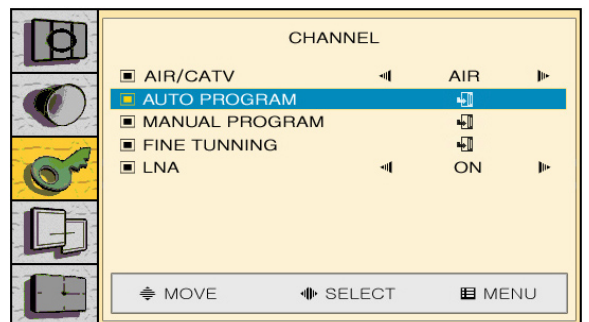 CHANNEL
AIR/CATV AIR
AUTO PROGRAM
MANUAL PROGRAM
FINE TUNNING
LNA ON
MOVE SELECT MENU